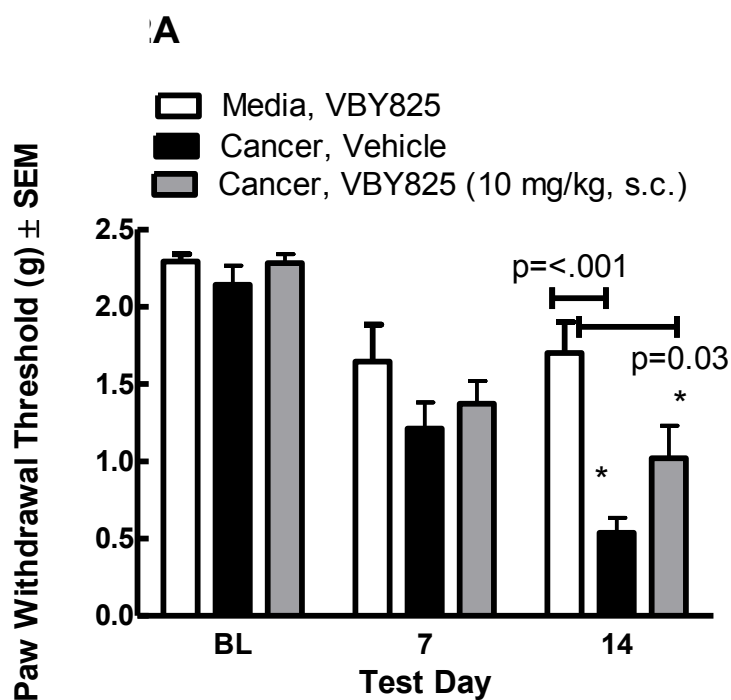 A
Media, VBY825
Cancer, Vehicle
Cancer, VBY825 (10 mg/kg, s.c.)
Paw Withdrawal Threshold (g) ± SEM
2.5
2.0
1.5
1.0
0.5
0.0
p=<.001
p=0.03
*
*
BL 7 14
Test Day